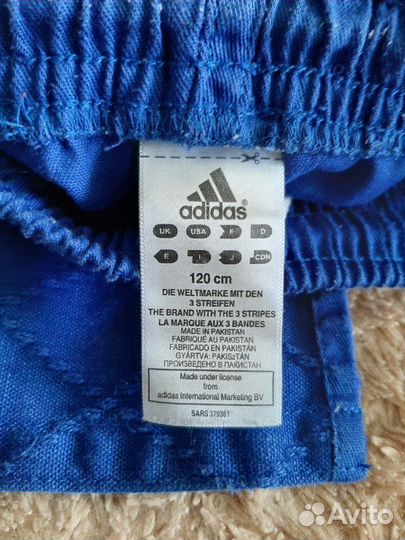 adidas®
UK USA F D
E I J CDN
120 cm
DIE WELTMARKE MIT DEN
3 STREIFEN
THE BRAND WITH THE 3 STRIPES
LA MARQUE AUX 3 BANDES
MADE IN PAKISTAN
FABRIQUÉ AU PAKISTAN
FABRICADO EN PAKISTÁN
GYÁRTVA: PAKISzTÁN
ПРОИЗВЕДЕНО В ПАКИСТАН
Made under license
from
adidas International Marketing BV
SARS 379361
Avito